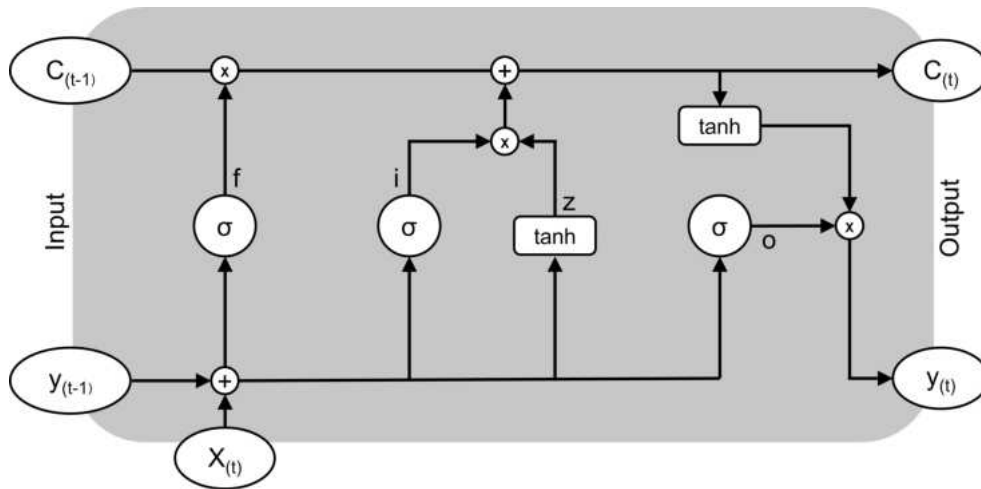 C(t-1)
x
+
C(t)
tanh
x
f
i
z
σ
σ
tanh
σ
o
x
Input
Output
y(t-1)
+
y(t)
X(t)